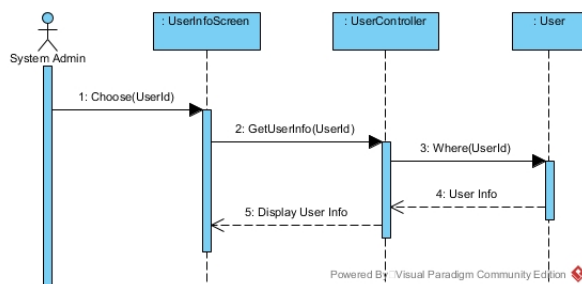 : UserInfoScreen
: UserController
: User
System Admin
1: Choose(UserId)
2: GetUserInfo(UserId)
3: Where(UserId)
4: User Info
5: Display User Info
Powered By Visual Paradigm Community Edition